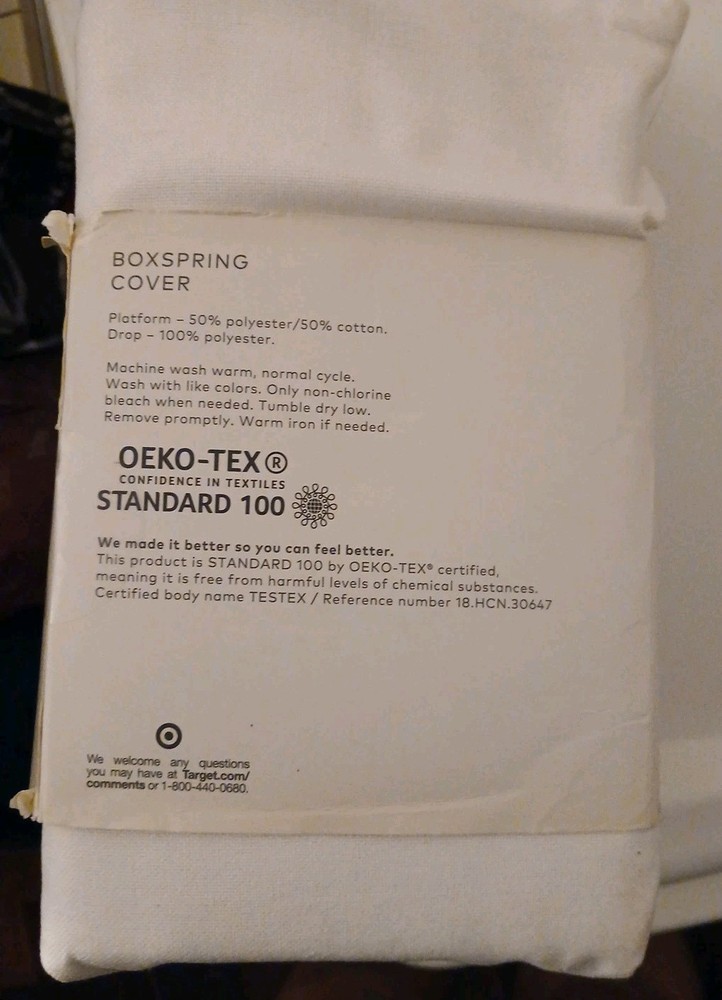 BOXSPRING
COVER
Platform – 50% polyester/50% cotton.
Drop – 100% polyester.
Machine wash warm, normal cycle.
Wash with like colors. Only non-chlorine
bleach when needed. Tumble dry low.
Remove promptly. Warm iron if needed.
OEKO-TEX®
CONFIDENCE IN TEXTILES
STANDARD 100
We made it better so you can feel better.
This product is STANDARD 100 by OEKO-TEX® certified,
meaning it is free from harmful levels of chemical substances.
Certified body name TESTEX / Reference number 18.HCN.30647
We welcome any questions
you may have at Target.com/
comments or 1-800-440-0680.